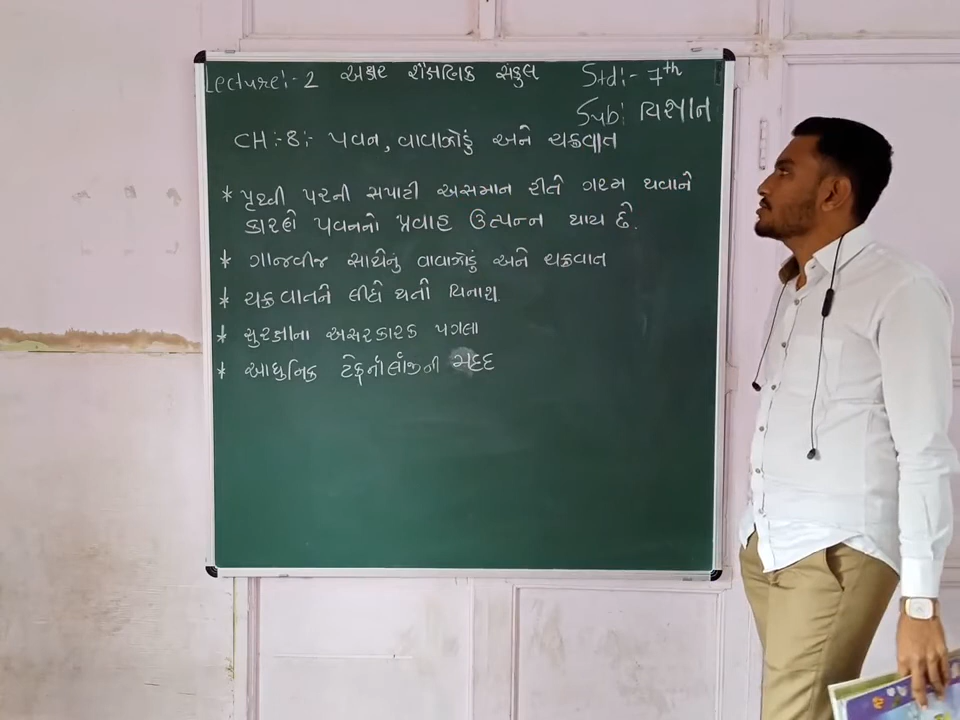 Lecture:- 2 અક્ષર શૈક્ષણિક સંકુલ Std:- 7th
Sub: વિજ્ઞાન
CH:-8:- પવન, વાવાઝોડું અને ચક્રવાત
* પૃથ્વી પરની સપાટી અસમાન રીતે ગરમ થવાને
કારણે પવનનો પ્રવાહ ઉત્પન્ન થાય છે.
* ગાજવીજ સાથેનું વાવાઝોડું અને ચક્રવાત
* ચક્રવાતને લીધે થતો વિનાશ
* સુરક્ષાના અસરકારક પગલા
* આધુનિક ટેકનોલૉજીની મદદ